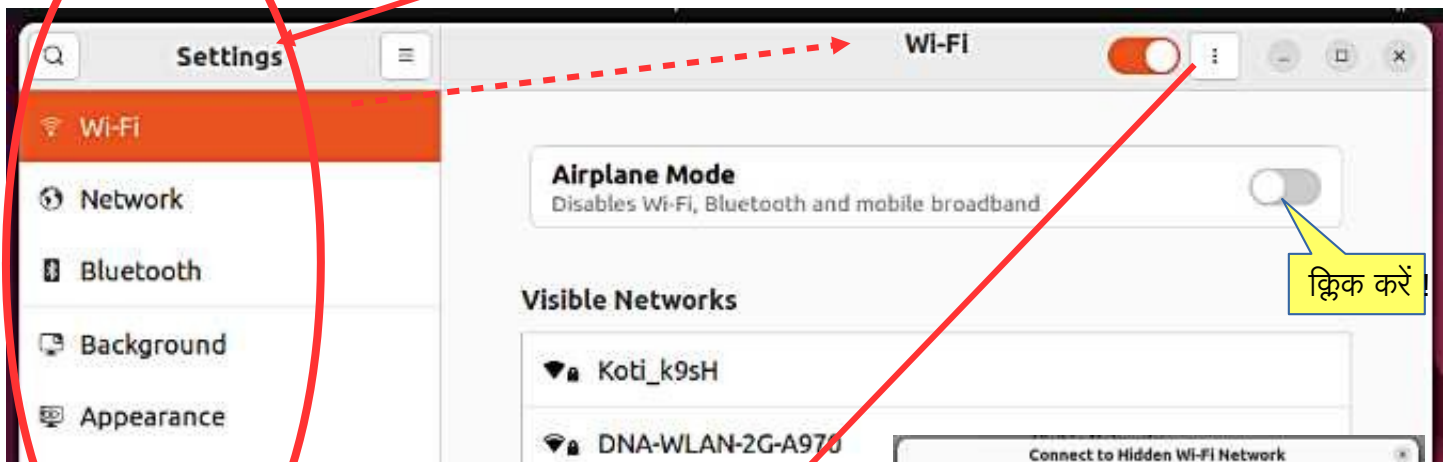 Settings
Wi-Fi
Wi-Fi
Network
Bluetooth
Background
Appearance
Airplane Mode
Disables Wi-Fi, Bluetooth and mobile broadband
क्लिक करें !
Visible Networks
Koti_k9sH
DNA-WLAN-2G-A970
Connect to Hidden Wi-Fi Network